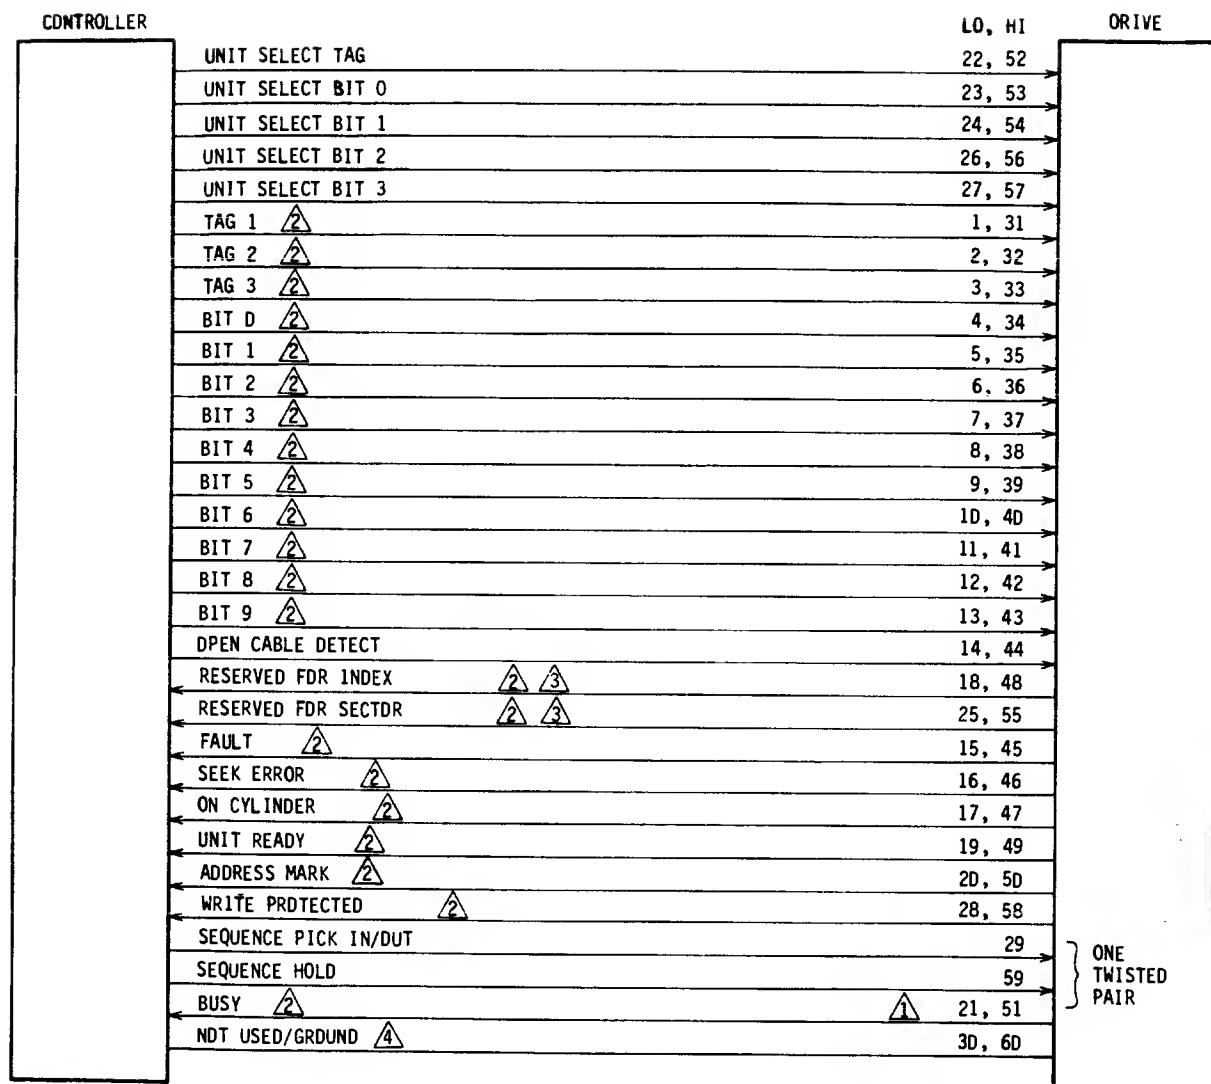 CONTROLLER LO, HI DRIVE
UNIT SELECT TAG 22, 52
UNIT SELECT BIT 0 23, 53
UNIT SELECT BIT 1 24, 54
UNIT SELECT BIT 2 26, 56
UNIT SELECT BIT 3 27, 57
TAG 1 2 1, 31
TAG 2 2 2, 32
TAG 3 2 3, 33
BIT 0 2 4, 34
BIT 1 2 5, 35
BIT 2 2 6, 36
BIT 3 2 7, 37
BIT 4 2 8, 38
BIT 5 2 9, 39
BIT 6 2 10, 40
BIT 7 2 11, 41
BIT 8 2 12, 42
BIT 9 2 13, 43
OPEN CABLE DETECT 14, 44
RESERVED FOR INDEX 2 3 18, 48
RESERVED FOR SECTOR 2 3 25, 55
FAULT 2 15, 45
SEEK ERROR 2 16, 46
ON CYLINDER 2 17, 47
UNIT READY 2 19, 49
ADDRESS MARK 2 20, 50
WRITE PROTECTED 2 28, 58
SEQUENCE PICK IN/OUT 29
SEQUENCE HOLD 59
ONE
TWISTED
PAIR
BUSY 2 1 21, 51
NOT USED/GROUND 4 30, 60